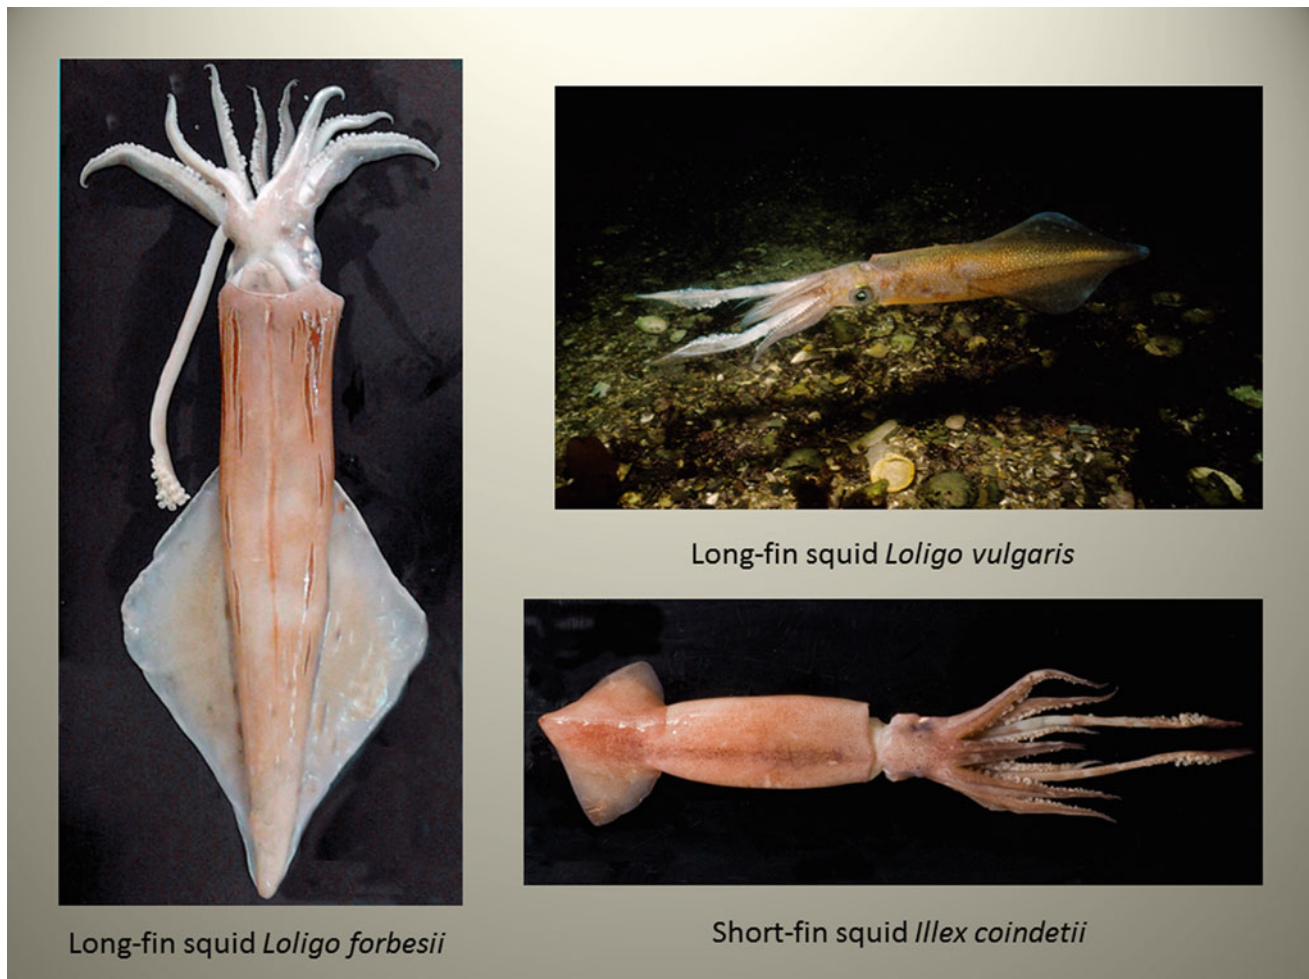 Long-fin squid Loligo vulgaris
Long-fin squid Loligo forbesii
Short-fin squid Illex coindetii